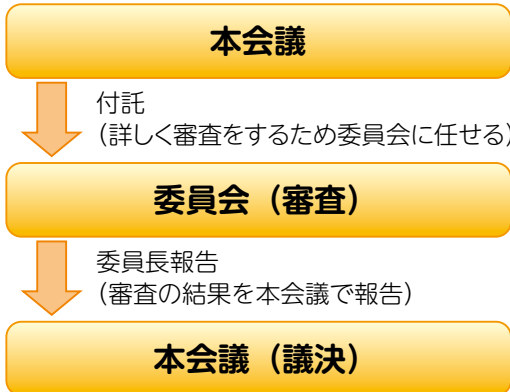 本会議
付託
（詳しく審査をするため委員会に任せる）
委員会（審査）
委員長報告
（審査の結果を本会議で報告）
本会議（議決）